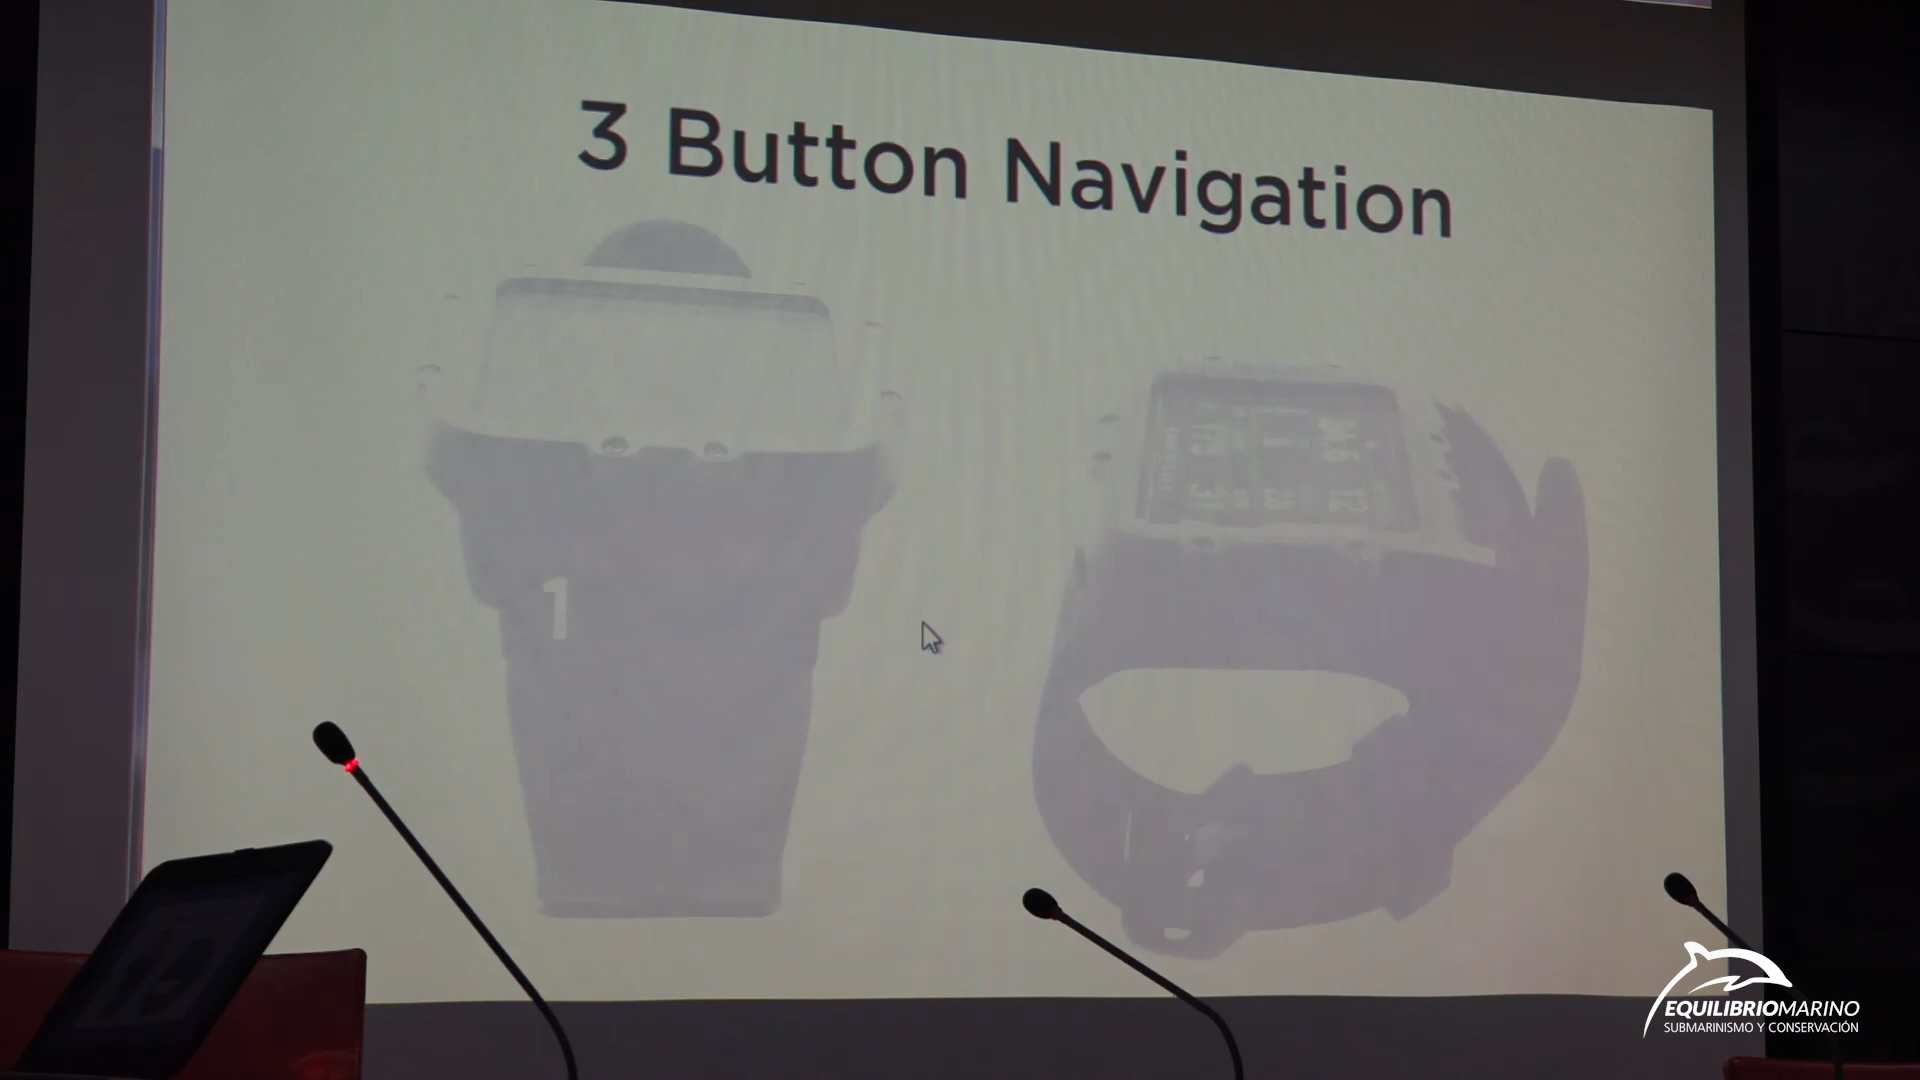 3 Button Navigation
1
EQUILIBRIOMARINO
SUBMARINISMO Y CONSERVACIÓN